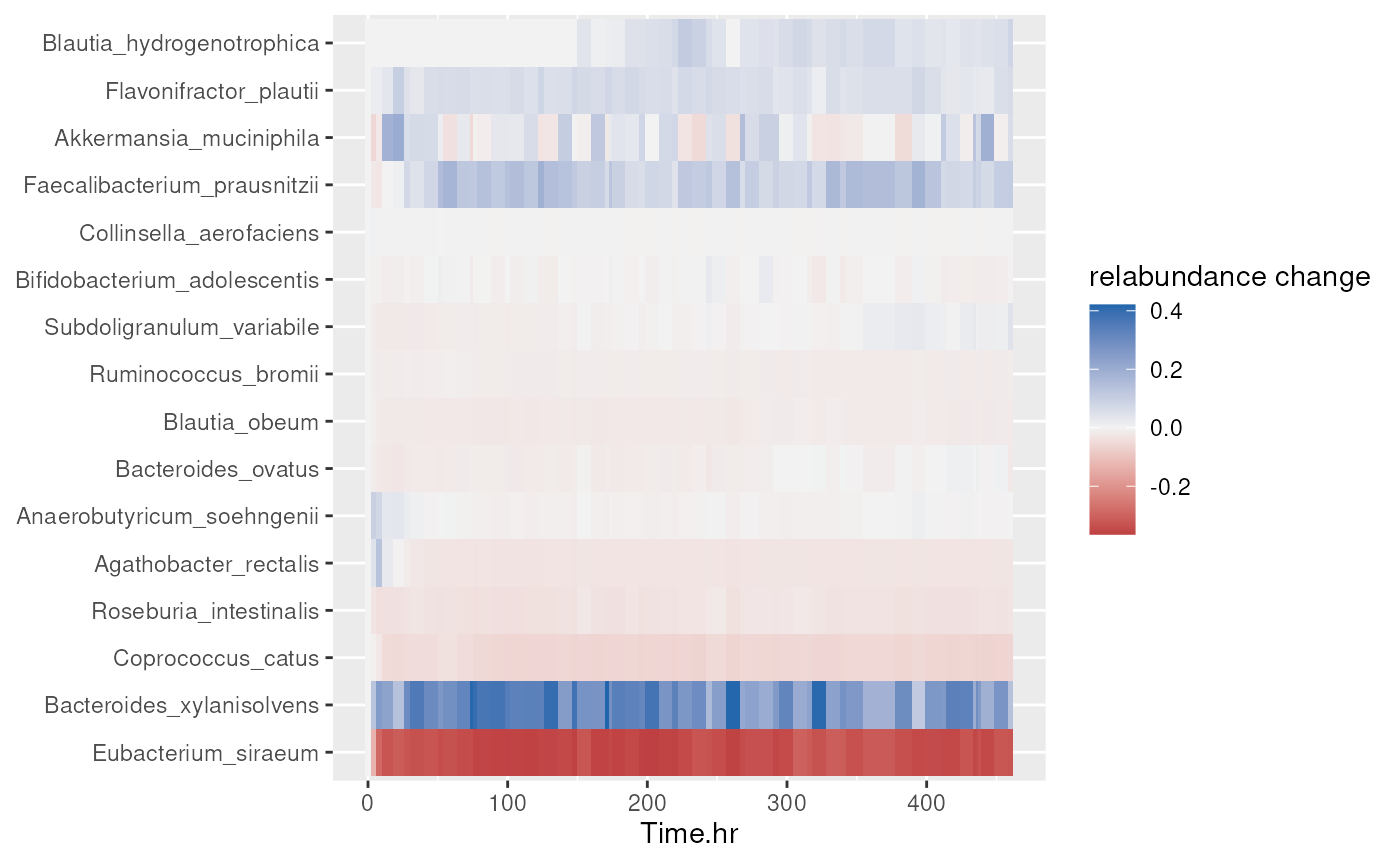 Blautia_hydrogenotrophica
Flavonifractor_plautii
Akkermansia_muciniphila
Faecalibacterium_prausnitzii
Collinsella_aerofaciens
Bifidobacterium_adolescentis
Subdoligranulum_variabile
Ruminococcus_bromii
Blautia_obeum
Bacteroides_ovatus
Anaerobutyricum_soehngenii
Agathobacter_rectalis
Roseburia_intestinalis
Coprococcus_catus
Bacteroides_xylanisolvens
Eubacterium_siraeum
0 100 200 300 400
Time.hr
relabundance change
0.4
0.2
0.0
-0.2